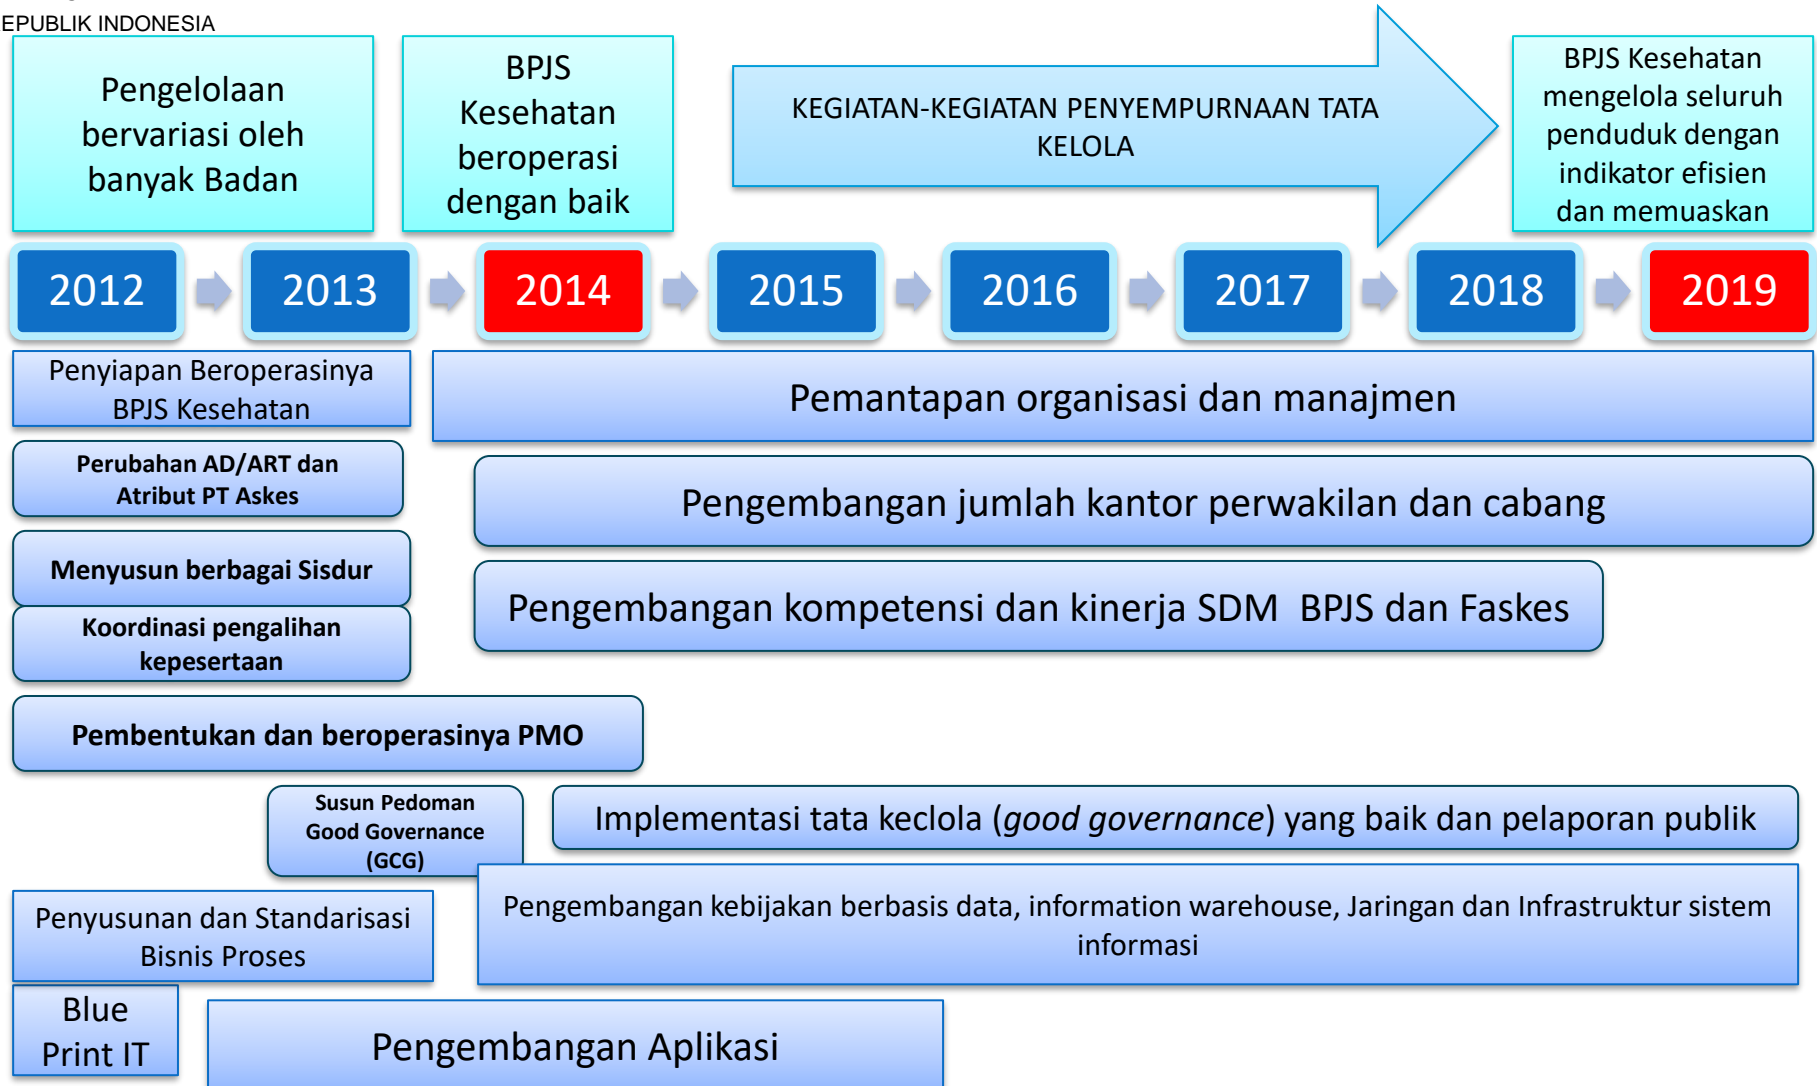 EPUBLIK INDONESIA
Pengelolaan
bervariasi oleh
banyak Badan
BPJS
Kesehatan
beroperasi
dengan baik
KEGIATAN-KEGIATAN PENYEMPURNAAN TATA
KELOLA
BPJS Kesehatan
mengelola seluruh
penduduk dengan
indikator efisien
dan memuaskan
2012
2013
2014
2015
2016
2017
2018
2019
Penyiapan Beroperasinya
BPJS Kesehatan
Pemantapan organisasi dan manajmen
Perubahan AD/ART dan
Atribut PT Askes
Pengembangan jumlah kantor perwakilan dan cabang
Menyusun berbagai Sisdur
Koordinasi pengalihan
kepesertaan
Pengembangan kompetensi dan kinerja SDM  BPJS dan Faskes
Pembentukan dan beroperasinya PMO
Susun Pedoman
Good Governance
(GCG)
Implementasi tata keclola (good governance) yang baik dan pelaporan publik
Penyusunan dan Standarisasi
Bisnis Proses
Pengembangan kebijakan berbasis data, information warehouse, Jaringan dan Infrastruktur sistem
informasi
Blue
Print IT
Pengembangan Aplikasi